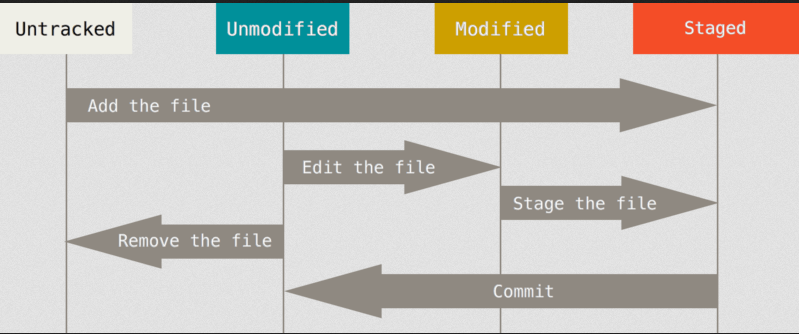 Untracked
Unmodified
Modified
Staged
Add the file
Edit the file
Stage the file
Remove the file
Commit